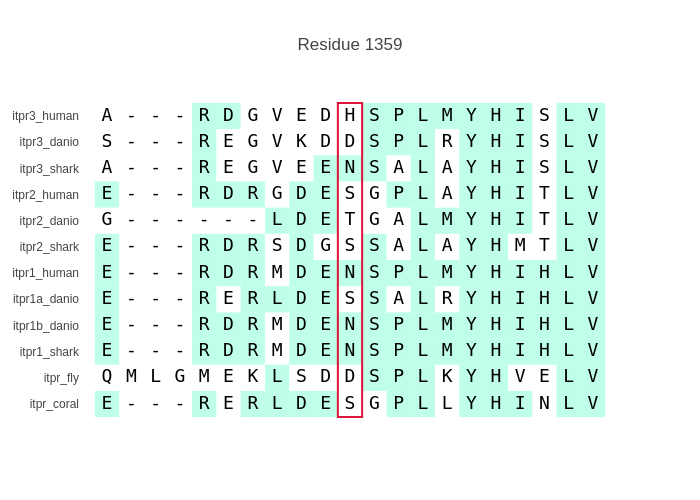 Residue 1359
itpr3_human A - - - R D G V E D H S P L M Y H I S L V
itpr3_danio S - - - R E G V K D D S P L R Y H I S L V
itpr3_shark A - - - R E G V E E N S A L A Y H I S L V
itpr2_human E - - - R D R G D E S G P L A Y H I T L V
itpr2_danio G - - - - - - L D E T G A L M Y H I T L V
itpr2_shark E - - - R D R S D G S S A L A Y H M T L V
itpr1_human E - - - R D R M D E N S P L M Y H I H L V
itpr1a_danio E - - - R E R L D E S S A L R Y H I H L V
itpr1b_danio E - - - R D R M D E N S P L M Y H I H L V
itpr1_shark E - - - R D R M D E N S P L M Y H I H L V
itpr_fly Q M L G M E K L S D D S P L K Y H V E L V
itpr_coral E - - - R E R L D E S G P L L Y H I N L V